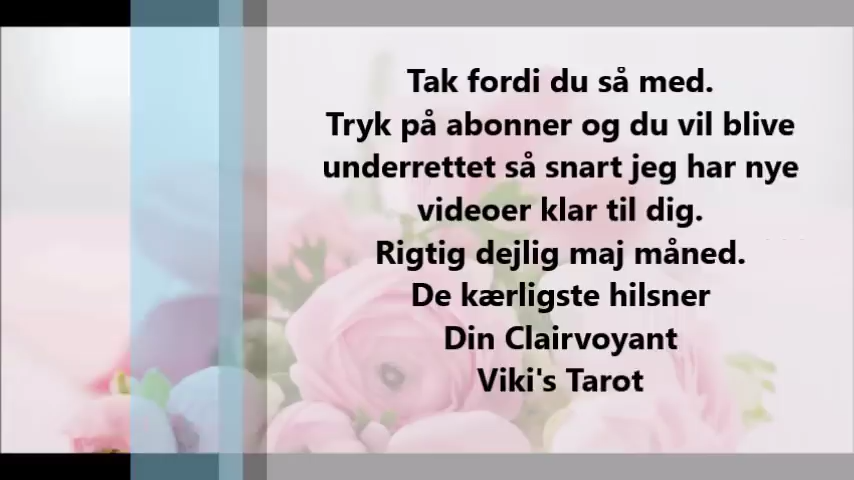 Tak fordi du så med.
Tryk på abonner og du vil blive
underrettet så snart jeg har nye
videoer klar til dig.
Rigtig dejlig maj måned.
De kærligste hilsner
Din Clairvoyant
Viki's Tarot